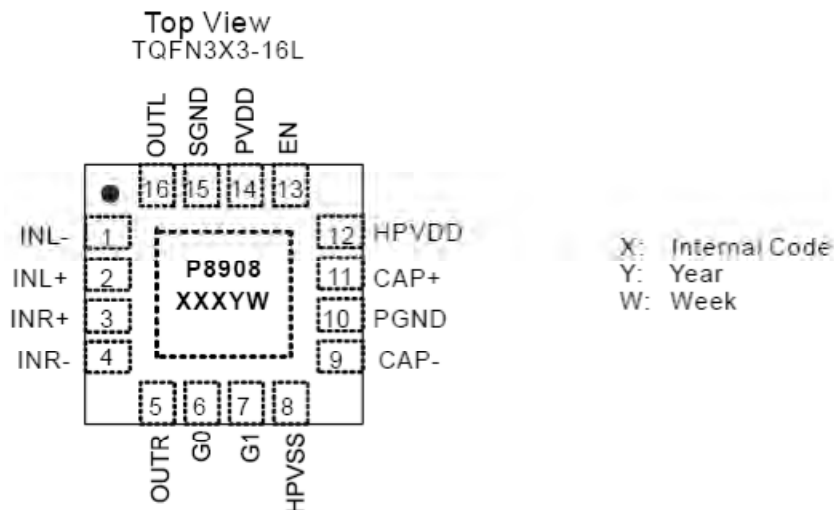 Top View
TQFN3X3-16L
OUTL SGND PVDD EN
16 15 14 13
INL- 1 12 HPVDD
INL+ 2 11 CAP+
INR+ 3 10 PGND
INR- 4 9 CAP-
P8908
XXXYW
5 6 7 8
OUTR G0 G1 HPVSS
X: Internal Code
Y: Year
W: Week